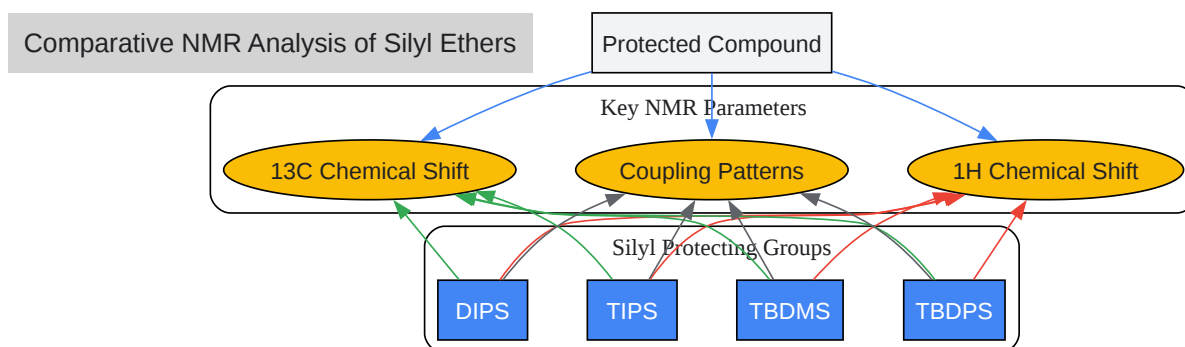 Comparative NMR Analysis of Silyl Ethers
Protected Compound
Key NMR Parameters
13C Chemical Shift
Coupling Patterns
1H Chemical Shift
Silyl Protecting Groups
DIPS
TIPS
TBDMS
TBDPS